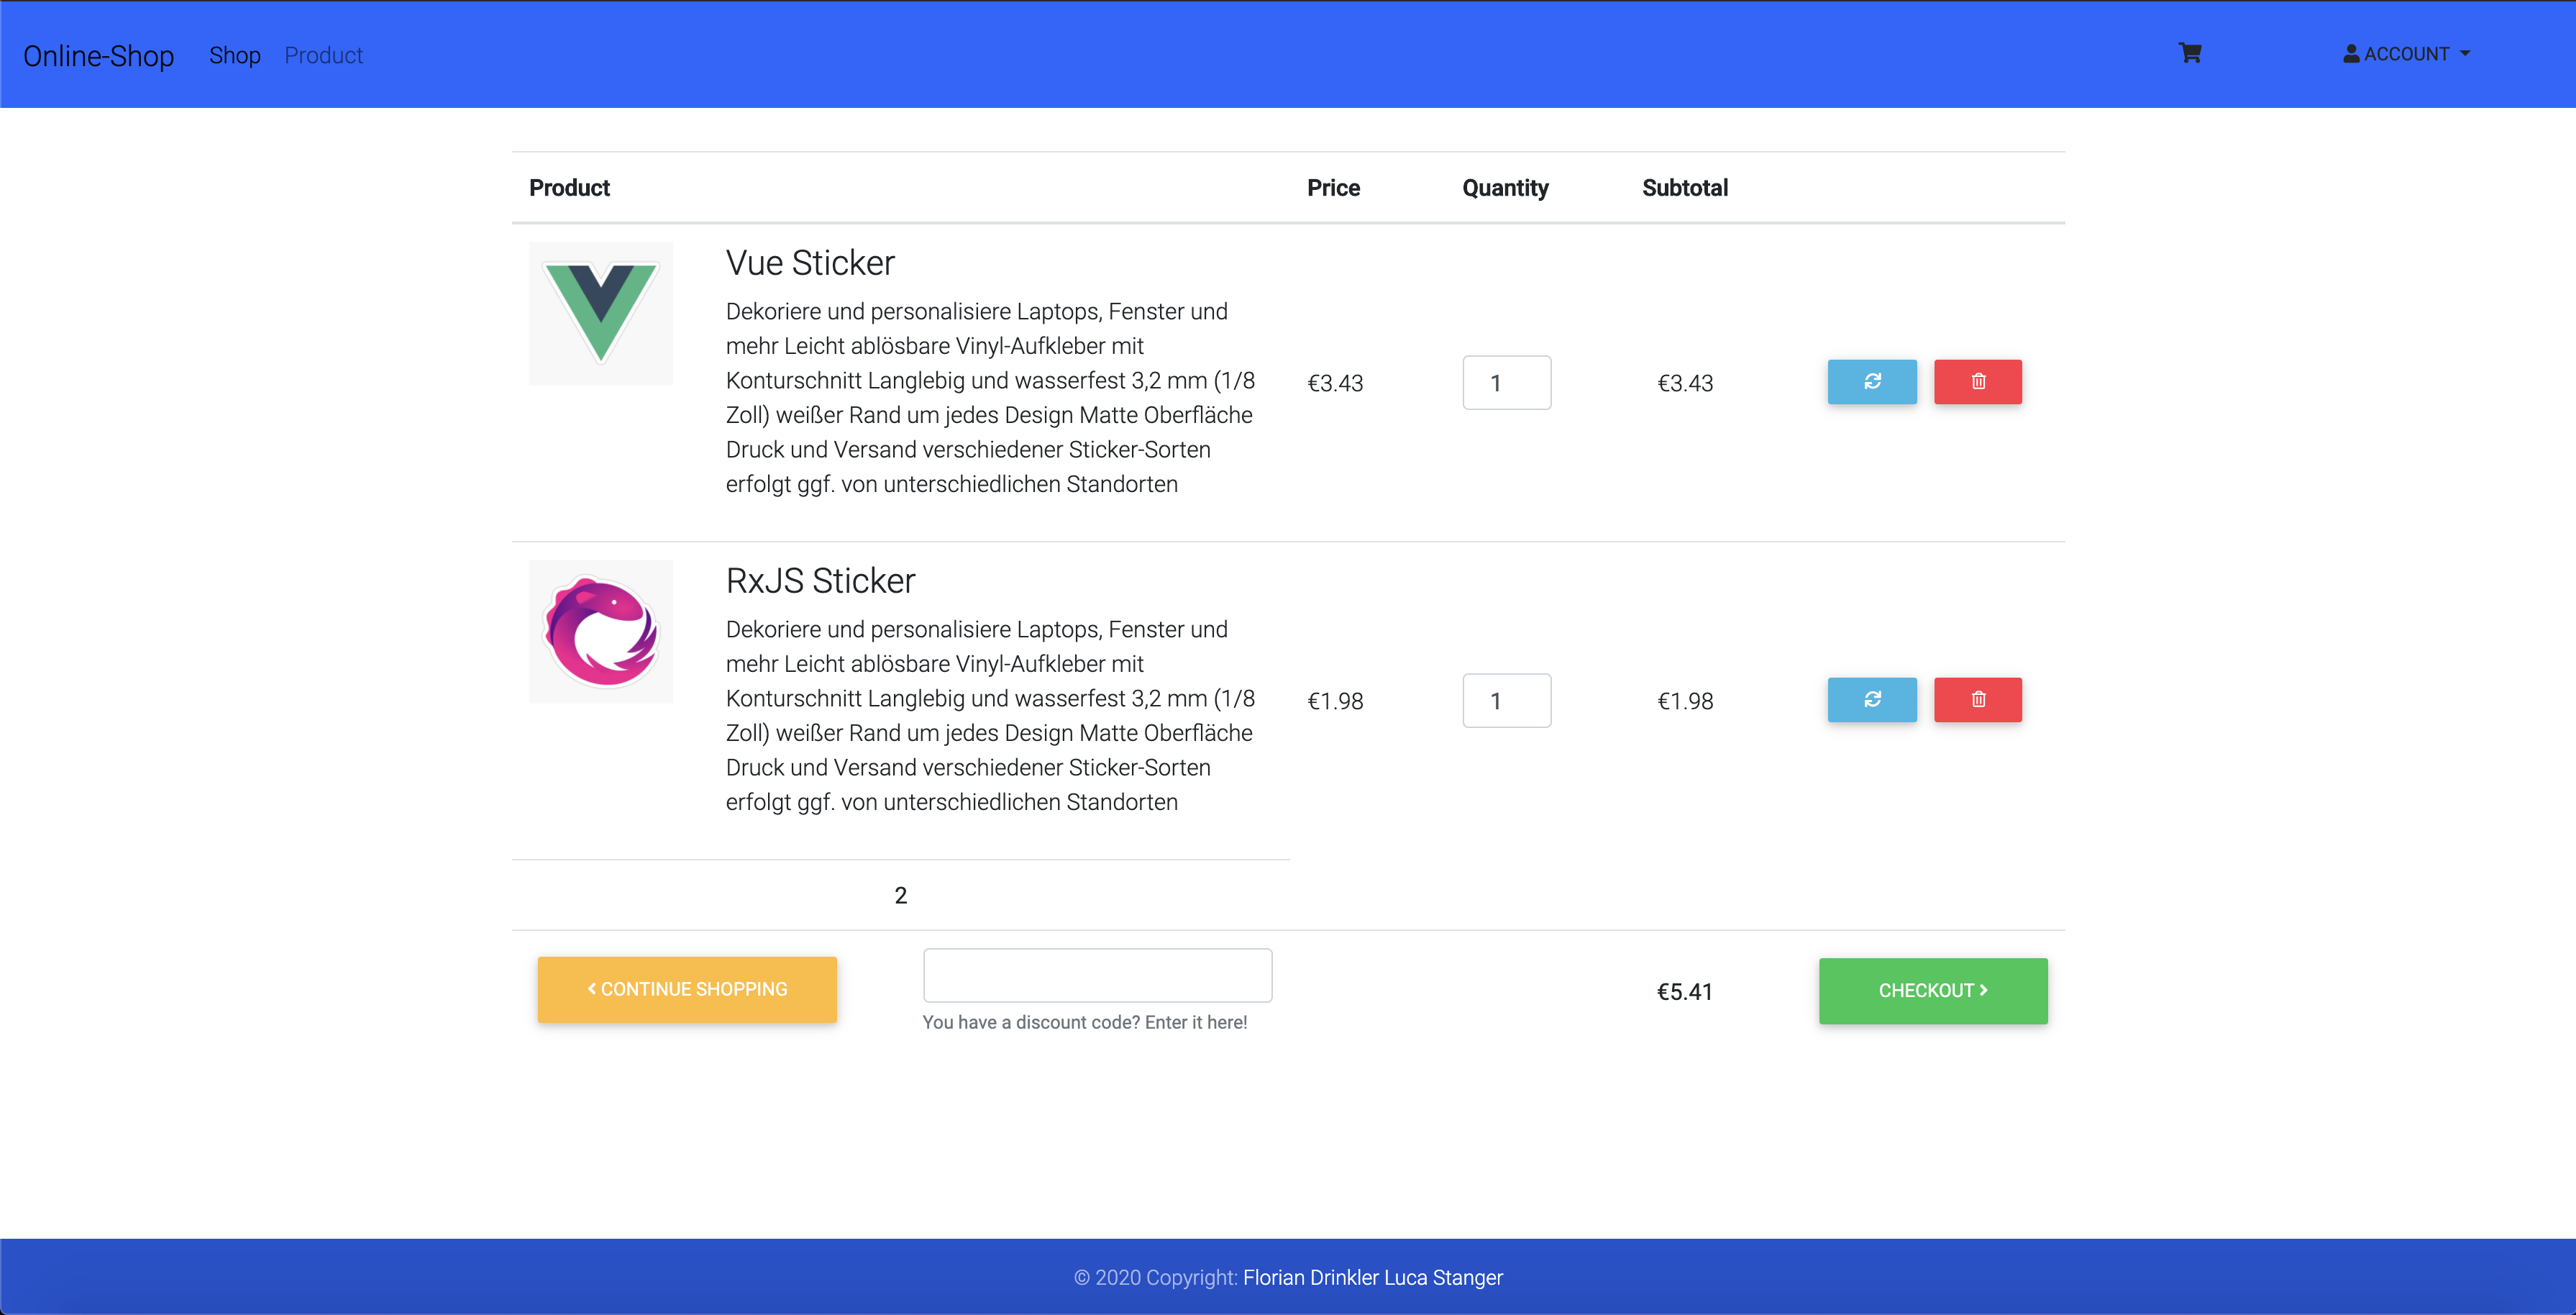 Online-Shop Shop Product ACCOUNT
Product Price Quantity Subtotal
Vue Sticker
Dekoriere und personalisiere Laptops, Fenster und
mehr Leicht ablösbare Vinyl-Aufkleber mit
Konturschnitt Langlebig und wasserfest 3,2 mm (1/8
Zoll) weißer Rand um jedes Design Matte Oberfläche
Druck und Versand verschiedener Sticker-Sorten
erfolgt ggf. von unterschiedlichen Standorten
€3.43 1 €3.43
RxJS Sticker
Dekoriere und personalisiere Laptops, Fenster und
mehr Leicht ablösbare Vinyl-Aufkleber mit
Konturschnitt Langlebig und wasserfest 3,2 mm (1/8
Zoll) weißer Rand um jedes Design Matte Oberfläche
Druck und Versand verschiedener Sticker-Sorten
erfolgt ggf. von unterschiedlichen Standorten
€1.98 1 €1.98
2
CONTINUE SHOPPING
You have a discount code? Enter it here!
€5.41
CHECKOUT
© 2020 Copyright: Florian Drinkler Luca Stanger